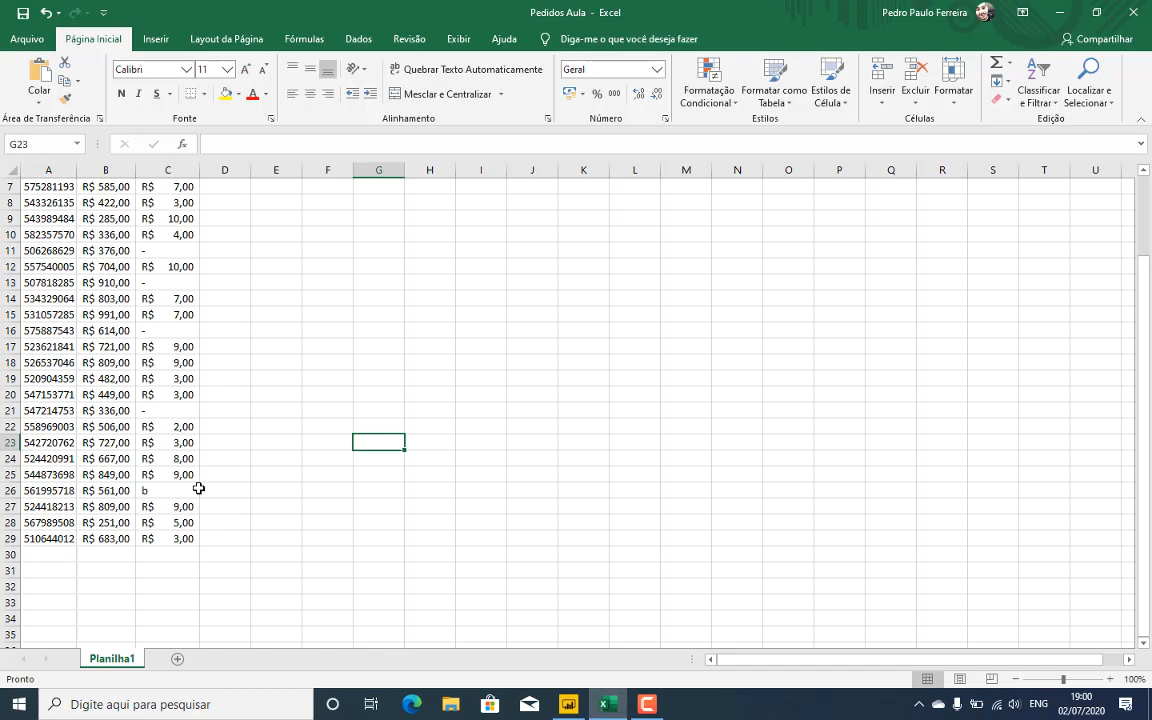 Pedidos Aula - Excel
Pedro Paulo Ferreira
Arquivo
Página Inicial
Inserir
Layout da Página
Fórmulas
Dados
Revisão
Exibir
Ajuda
Diga-me o que você deseja fazer
Compartilhar
Colar
Calibri
11
Quebrar Texto Automaticamente
Geral
N I S A
Mesclar e Centralizar
% 000
Formatação Condicional
Formatar como Tabela
Estilos de Célula
Inserir
Excluir
Formatar
Classificar e Filtrar
Localizar e Selecionar
Área de Transferência
Fonte
Alinhamento
Número
Estilos
Células
Edição
G23
fx
A B C D E F G H I J K L M N O P Q R S T U
7 575281193 R$ 585,00 R$ 7,00
8 543326135 R$ 422,00 R$ 3,00
9 543989484 R$ 285,00 R$ 10,00
10 582357570 R$ 336,00 R$ 4,00
11 506268629 R$ 376,00 -
12 557540005 R$ 704,00 R$ 10,00
13 507818285 R$ 910,00 -
14 534329064 R$ 803,00 R$ 7,00
15 531057285 R$ 991,00 R$ 7,00
16 575887543 R$ 614,00 -
17 523621841 R$ 721,00 R$ 9,00
18 526537046 R$ 809,00 R$ 9,00
19 520904359 R$ 482,00 R$ 3,00
20 547153771 R$ 449,00 R$ 3,00
21 547214753 R$ 336,00 -
22 558969003 R$ 506,00 R$ 2,00
23 542720762 R$ 727,00 R$ 3,00
24 524420991 R$ 667,00 R$ 8,00
25 544873698 R$ 849,00 R$ 9,00
26 561995718 R$ 561,00 b
27 524418213 R$ 809,00 R$ 9,00
28 567989508 R$ 251,00 R$ 5,00
29 510644012 R$ 683,00 R$ 3,00
30
31
32
33
34
35
Planilha1
Pronto
100%
Digite aqui para pesquisar
ENG
19:00
02/07/2020